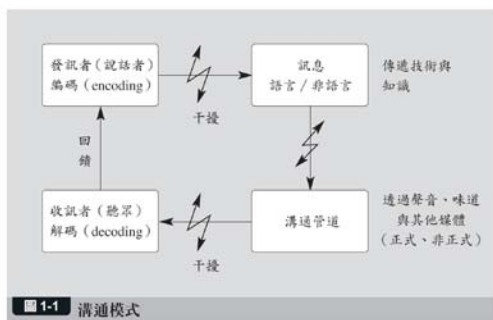 發訊者（說話者）
編碼（encoding）
干擾
訊息
語言 / 非語言
傳遞技術與
知識
回
饋
收訊者（聽眾）
解碼（decoding）
干擾
溝通管道
透過聲音、味道
與其他媒體
（正式、非正式）
圖 1-1 溝通模式